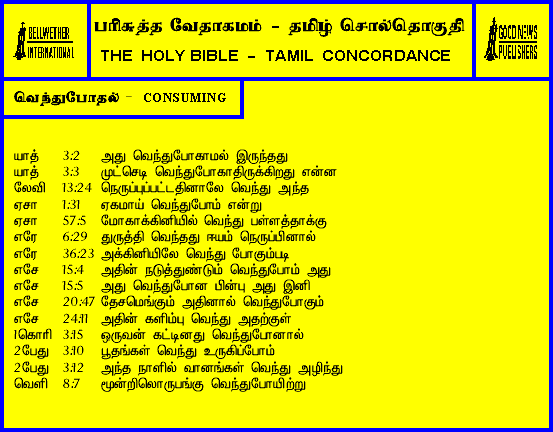 BELLWETHER
INTERNATIONAL
பரிசுத்த வேதாகமம் - தமிழ் சொல்தொகுதி
THE HOLY BIBLE - TAMIL CONCORDANCE
GOOD NEWS
PUBLISHERS
வெந்துபோதல் - CONSUMING
யாத் 3:2 அது வெந்துபோகாமல் இருந்தது
யாத் 3:3 முட்செடி வெந்துபோகாதிருக்கிறது என்ன
லேவி 13:24 நெருப்புப்பட்டதினாலே வெந்து அந்த
ஏசா 1:31 ஏகமாய் வெந்துபோம் என்று
ஏசா 57:5 மோகாக்கினியில் வெந்து பள்ளத்தாக்கு
எரே 6:29 துருத்தி வெந்தது ஈயம் நெருப்பினால்
எரே 36:23 அக்கினியிலே வெந்து போகும்படி
எசே 15:4 அதின் நடுத்துண்டும் வெந்துபோம் அது
எசே 15:5 அது வெந்துபோன பின்பு அது இனி
எசே 20:47 தேசமெங்கும் அதினால் வெந்துபோகும்
எசே 24:11 அதின் களிம்பு வெந்து அதற்குள்
1கொரி 3:15 ஒருவன் கட்டினது வெந்துபோனால்
2பேது 3:10 பூதங்கள் வெந்து உருகிப்போம்
2பேது 3:12 அந்த நாளில் வானங்கள் வெந்து அழிந்து
வெளி 8:7 மூன்றிலொருபங்கு வெந்துபோயிற்று